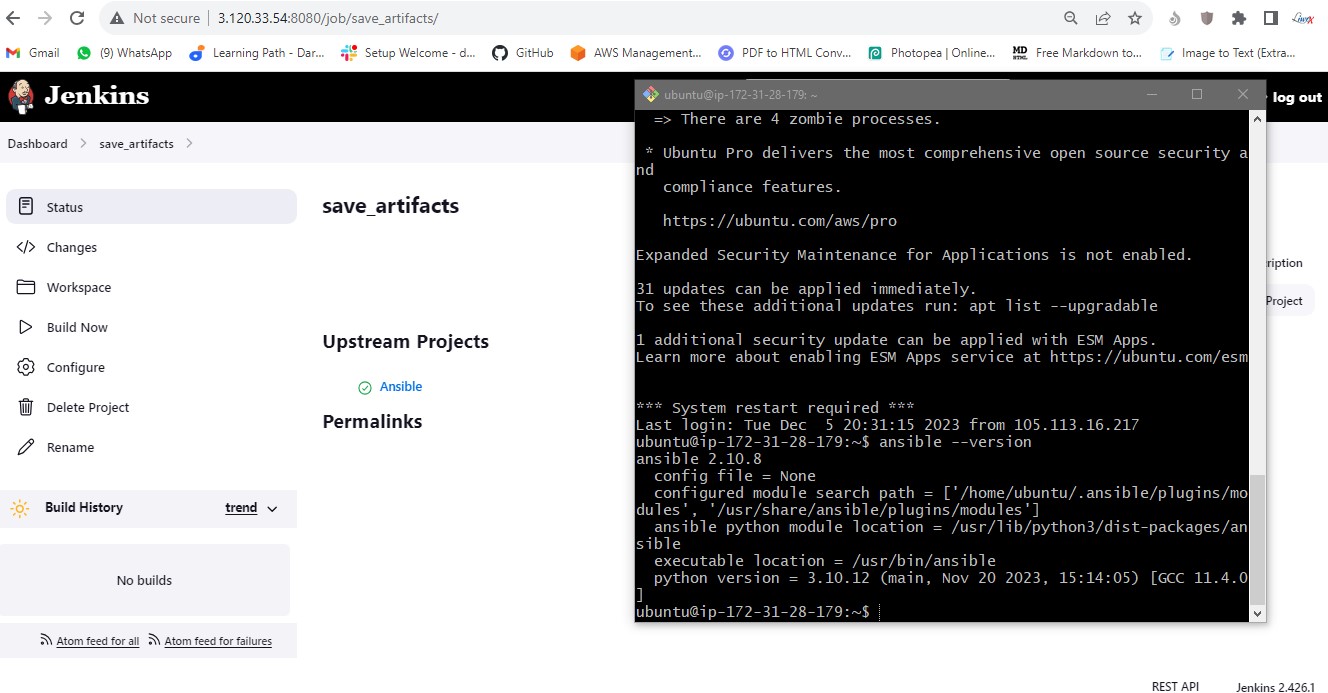 Not secure | 3.120.33.54:8080/job/save_artifacts/
Gmail (9) WhatsApp Learning Path - Dar... Setup Welcome - d... GitHub AWS Management... PDF to HTML Conv... Photopea | Online... Free Markdown to... Image to Text (Extra...
Jenkins
log out
Dashboard
save_artifacts
Status
Changes
Workspace
Build Now
Configure
Delete Project
Rename
Build History
trend
No builds
Atom feed for all
Atom feed for failures
save_artifacts
Upstream Projects
Ansible
Permalinks
cription
Project
ubuntu@ip-172-31-28-179: ~
=> There are 4 zombie processes.
* Ubuntu Pro delivers the most comprehensive open source security a
nd
compliance features.
https://ubuntu.com/aws/pro
Expanded Security Maintenance for Applications is not enabled.
31 updates can be applied immediately.
To see these additional updates run: apt list --upgradable
1 additional security update can be applied with ESM Apps.
Learn more about enabling ESM Apps service at https://ubuntu.com/esm
*** System restart required ***
Last login: Tue Dec  5 20:31:15 2023 from 105.113.16.217
ubuntu@ip-172-31-28-179:~$ ansible --version
ansible 2.10.8
config file = None
configured module search path = ['/home/ubuntu/.ansible/plugins/mo
dules', '/usr/share/ansible/plugins/modules']
ansible python module location = /usr/lib/python3/dist-packages/an
sible
executable location = /usr/bin/ansible
python version = 3.10.12 (main, Nov 20 2023, 15:14:05) [GCC 11.4.0
]
ubuntu@ip-172-31-28-179:~$
REST API
Jenkins 2.426.1